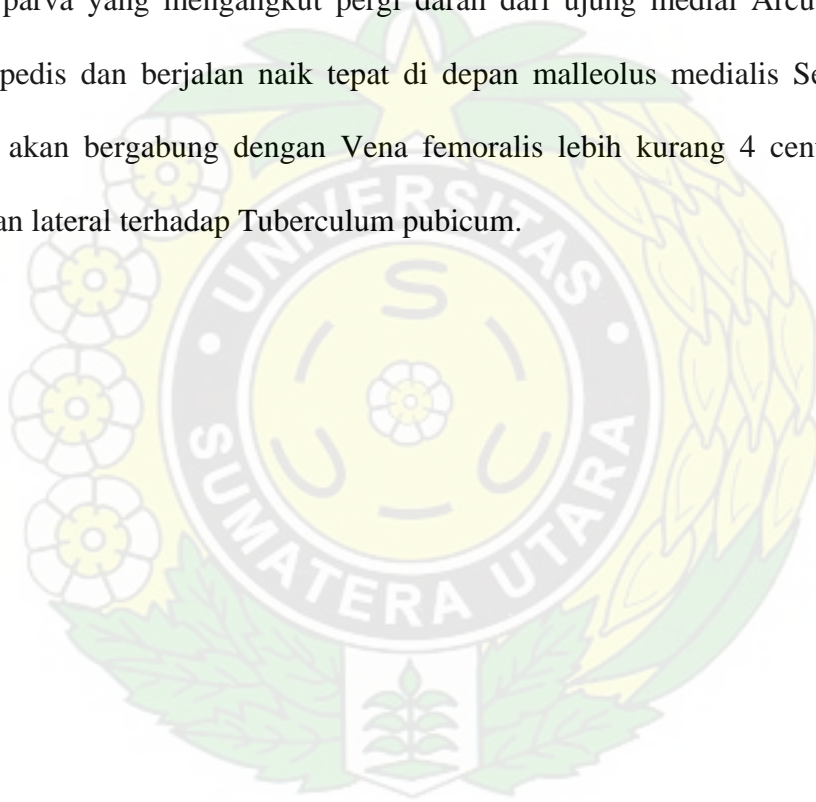 parva yang mengangkut pergi darah dari ujung medial Arcu
pedis dan berjalan naik tepat di depan malleolus medialis Se
akan bergabung dengan Vena femoralis lebih kurang 4 cent
an lateral terhadap Tuberculum pubicum.
UNIVERSITAS
S
U U
SUMATERA UTARA